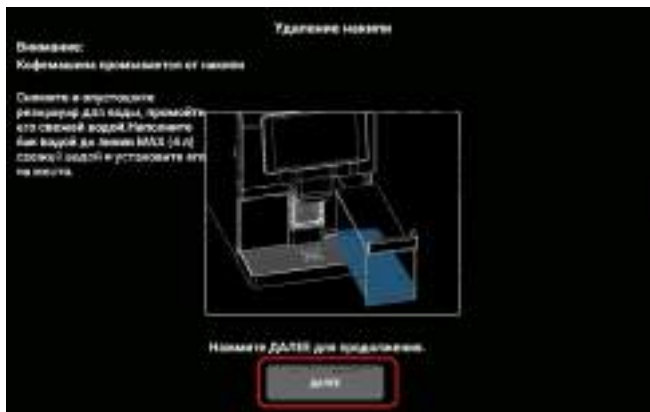 Удаление накипи
Внимание:
Кофемашина промывается от накипи
Снимите и опустошите
резервуар для воды, промойте
его свежей водой. Наполните
бак водой до линии MAX (4 л)
свежей водой и установите его
на место.
Нажмите ДАЛЕЕ для продолжения.
ДАЛЕЕ